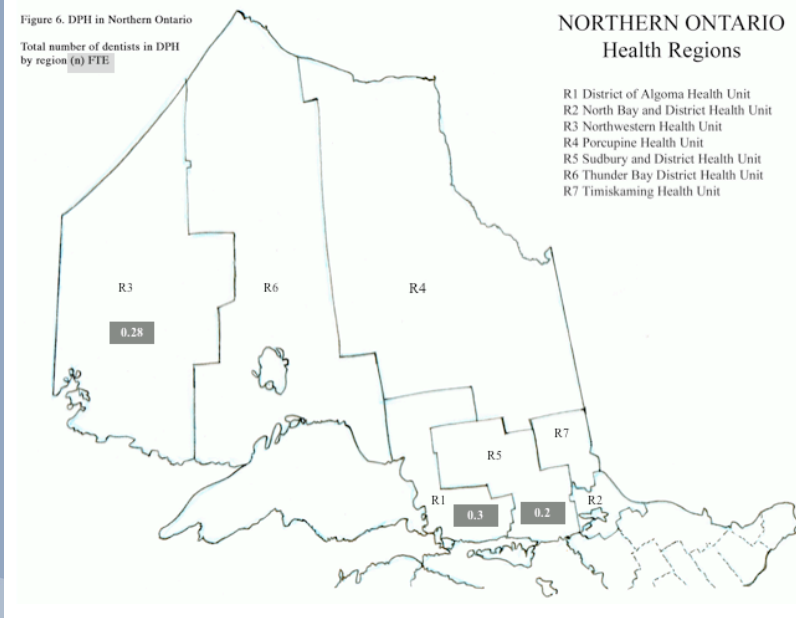 Figure 6. DPH in Northern Ontario
Total number of dentists in DPH
by region (n) FTE
NORTHERN ONTARIO
Health Regions
R1 District of Algoma Health Unit
R2 North Bay and District Health Unit
R3 Northwestern Health Unit
R4 Porcupine Health Unit
R5 Sudbury and District Health Unit
R6 Thunder Bay District Health Unit
R7 Timiskaming Health Unit
R3
R6
R4
0.28
R7
R5
R1
R2
0.3
0.2